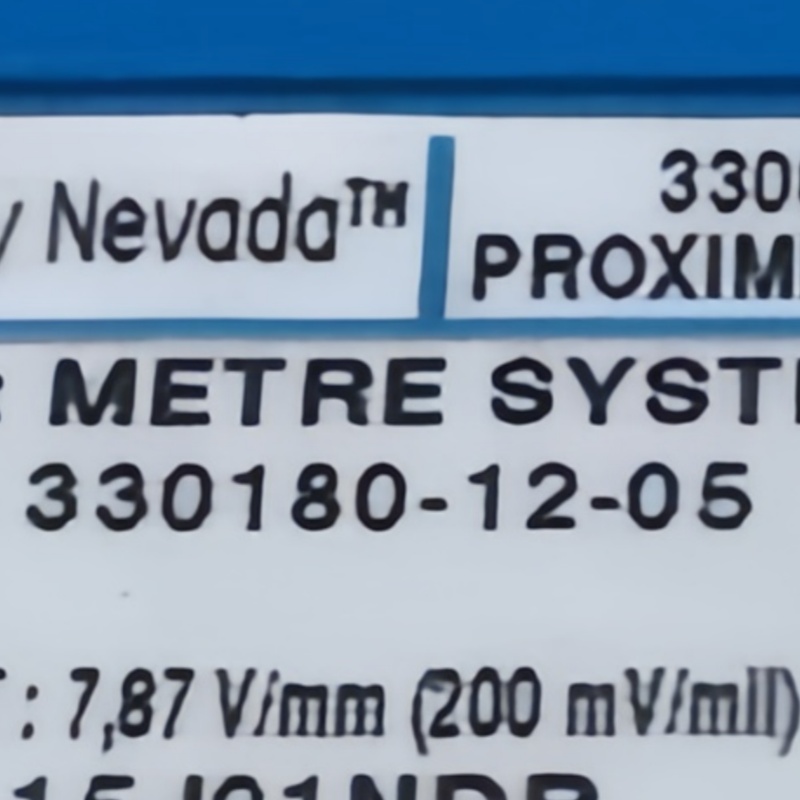 y Nevada™
330
PROXIM
: METRE SYST
330180-12-05
: 7,87 V/mm (200 mV/mil)